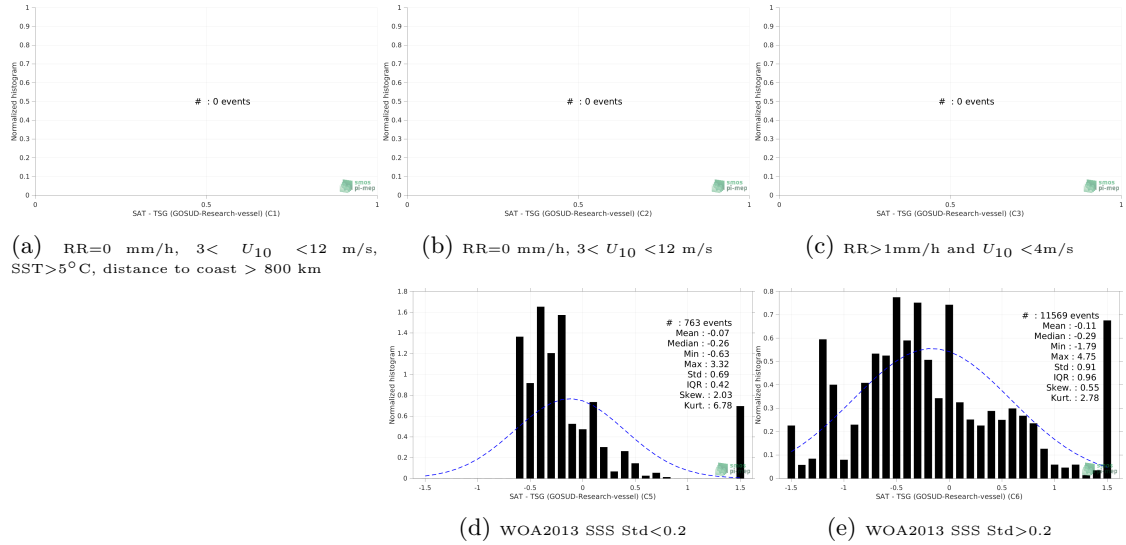 1
0.9
0.8
0.7
0.6
0.5
0.4
0.3
0.2
0.1
0
Normalized histogram
# : 0 events
smos
pi-mep
0 0.5 1
SAT - TSG (GOSUD-Research-vessel) (C1)
(a) RR=0 mm/h, 3< U10 <12 m/s,
SST>5°C, distance to coast > 800 km
1
0.9
0.8
0.7
0.6
0.5
0.4
0.3
0.2
0.1
0
Normalized histogram
# : 0 events
smos
pi-mep
0 0.5 1
SAT - TSG (GOSUD-Research-vessel) (C2)
(b) RR=0 mm/h, 3< U10 <12 m/s
1
0.9
0.8
0.7
0.6
0.5
0.4
0.3
0.2
0.1
0
Normalized histogram
# : 0 events
smos
pi-mep
0 0.5 1
SAT - TSG (GOSUD-Research-vessel) (C3)
(c) RR>1mm/h and U10 <4m/s
1.8
1.6
1.4
1.2
1
0.8
0.6
0.4
0.2
0
Normalized histogram
# : 763 events
Mean : -0.07
Median : -0.26
Min : -0.63
Max : 3.32
Std : 0.69
IQR : 0.42
Skew. : 2.03
Kurt. : 6.78
smos
pi-mep
-1.5 -1 -0.5 0 0.5 1 1.5
SAT - TSG (GOSUD-Research-vessel) (C5)
(d) WOA2013 SSS Std<0.2
0.8
0.7
0.6
0.5
0.4
0.3
0.2
0.1
0
Normalized histogram
# : 11569 events
Mean : -0.11
Median : -0.29
Min : -1.79
Max : 4.75
Std : 0.91
IQR : 0.96
Skew. : 0.55
Kurt. : 2.78
smos
pi-mep
-1.5 -1 -0.5 0 0.5 1 1.5
SAT - TSG (GOSUD-Research-vessel) (C6)
(e) WOA2013 SSS Std>0.2